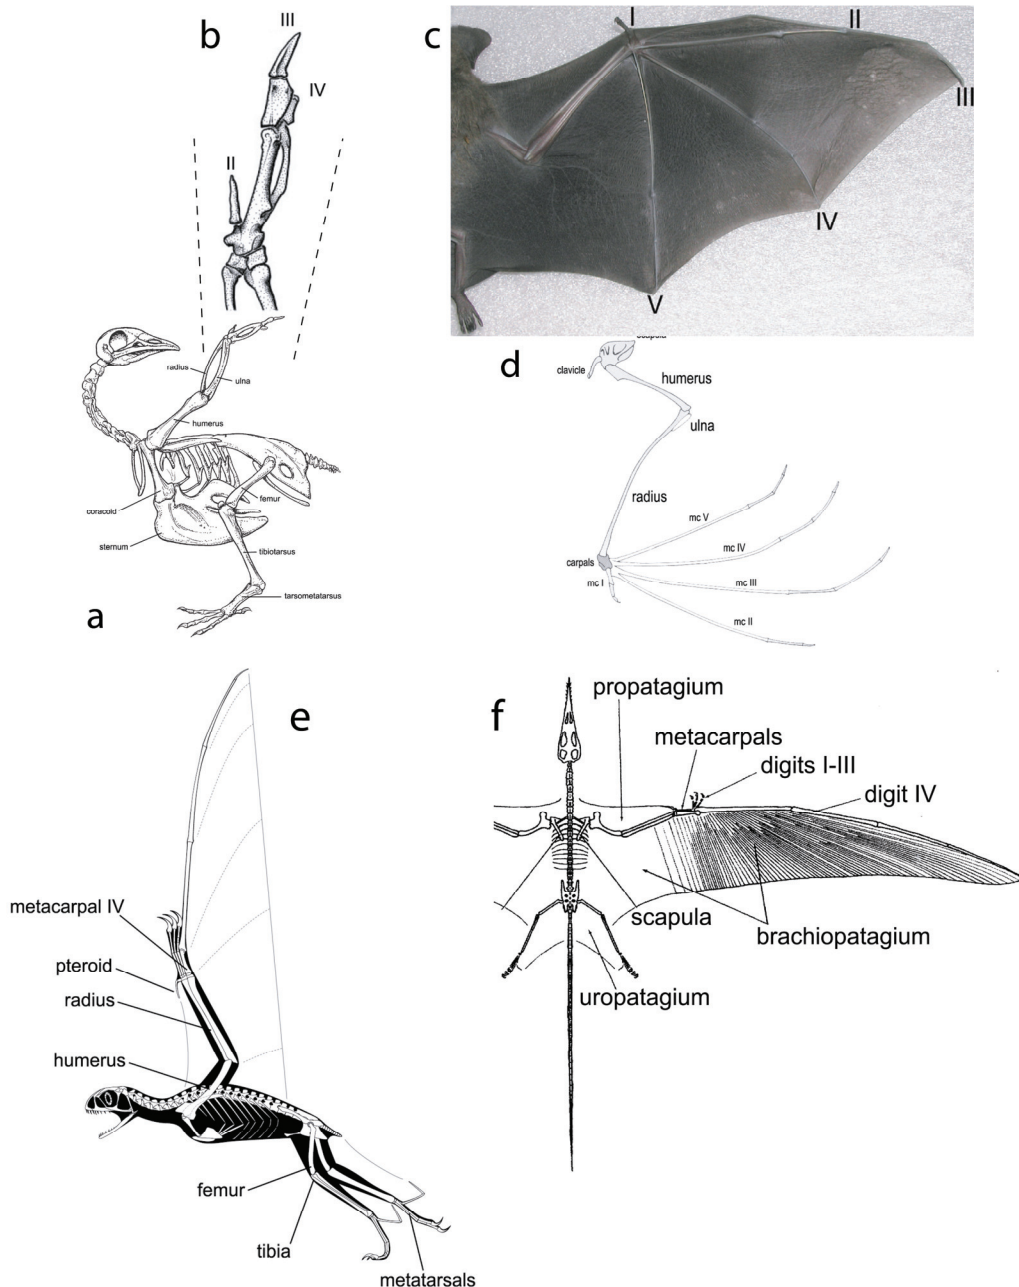 b
III
IV
II
radius
ulna
humerus
coracoid
femur
sternum
tibiotarsus
tarsometatarsus
a
c
I
II
III
IV
V
d
scapula
clavicle
humerus
ulna
radius
mc V
mc IV
carpals
mc III
mc I
mc II
e
metacarpal IV
pteroid
radius
humerus
femur
tibia
metatarsals
f
propatagium
metacarpals
digits I-III
digit IV
scapula
brachiopatagium
uropatagium